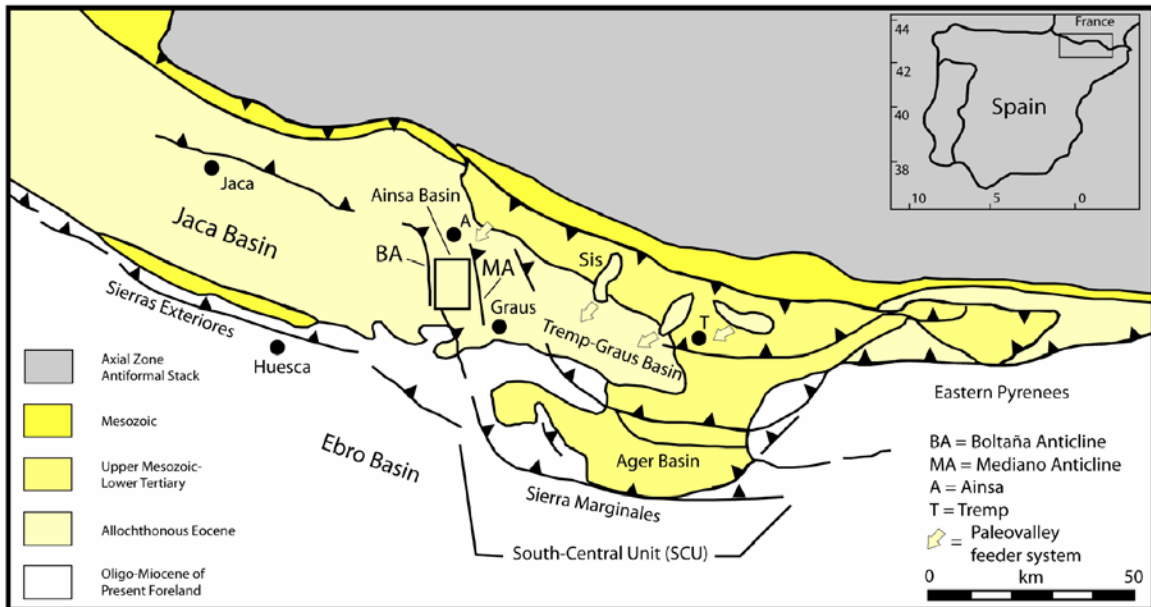 France
44
42
40
38
Spain
10
5
0
Jaca
Ainsa Basin
A
Jaca Basin
BA
MA
Sis
Graus
T
Tremp-Graus Basin
Sierras Exteriores
Huesca
Axial Zone
Antiformal Stack
Mesozoic
Upper Mesozoic-
Lower Tertiary
Allochthonous Eocene
Oligo-Miocene of
Present Foreland
Ebro Basin
Ager Basin
Sierra Marginales
South-Central Unit (SCU)
Eastern Pyrenees
BA = Boltaña Anticline
MA = Mediano Anticline
A = Ainsa
T = Tremp
= Paleovalley
feeder system
0 km 50